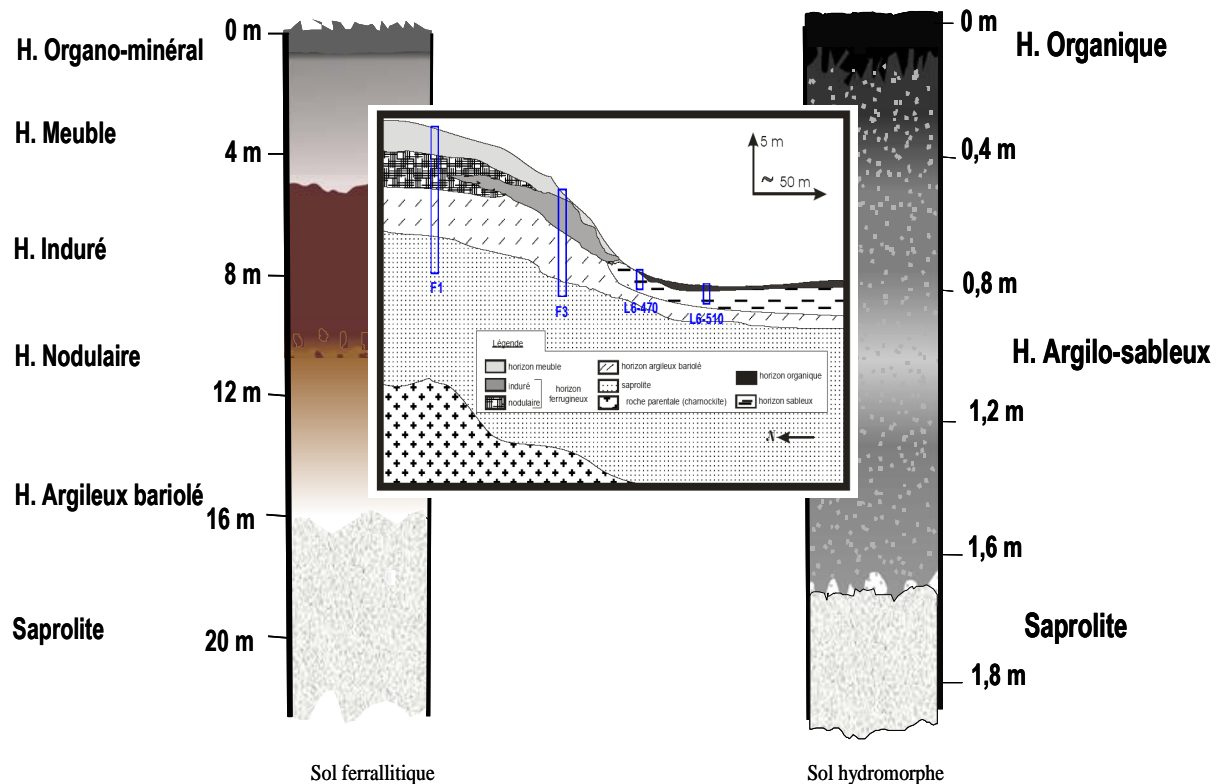 0 m
H. Organo-minéral
H. Meuble
4 m
H. Induré
8 m
H. Nodulaire
12 m
H. Argileux bariolé
16 m
Saprolite
20 m
Sol ferrallitique
5 m
~ 50 m
F1
F3
L6-470
L6-510
Légende
horizon meuble
induré
nodulaire
horizon ferrugineux
horizon argileux bariolé
saprolite
roche parentale (charnockite)
horizon organique
horizon sableux
N
0 m
H. Organique
0,4 m
0,8 m
H. Argilo-sableux
1,2 m
1,6 m
Saprolite
1,8 m
Sol hydromorphe